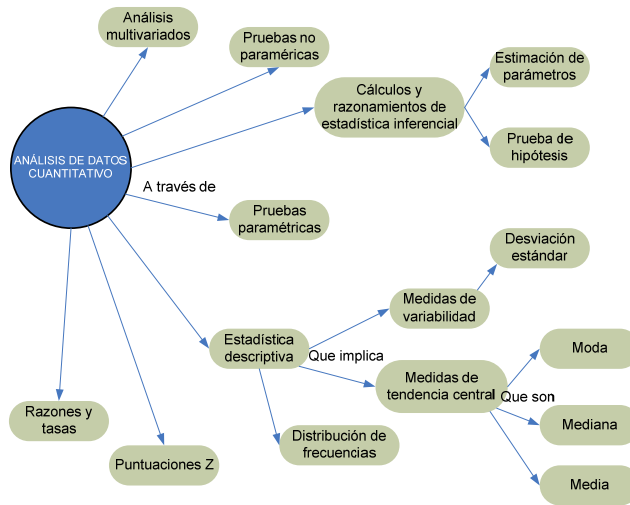 Análisis
multivariados
Pruebas no
paraméricas
Cálculos y
razonamientos de
estadística inferencial
Estimación de
parámetros
Prueba de
hipótesis
ANÁLISIS DE DATOS
CUANTITATIVO
A través de
Pruebas
paramétricas
Desviación
estándar
Medidas de
variabilidad
Estadística
descriptiva
Que implica
Medidas de
tendencia central
Que son
Moda
Mediana
Media
Distribución de
frecuencias
Razones y
tasas
Puntuaciones Z